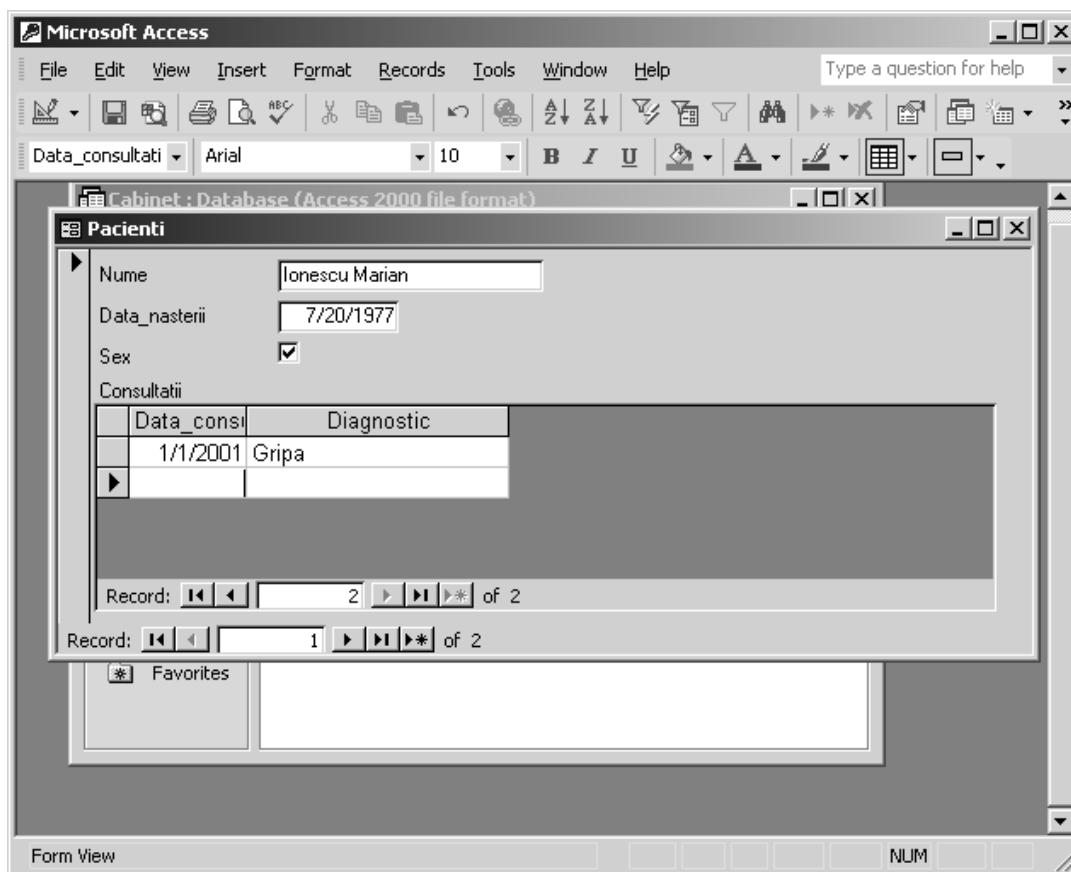 Microsoft Access
File Edit View Insert Format Records Tools Window Help Type a question for help
Data_consultati Arial 10 B I U A
Cabinet : Database (Access 2000 file format)
Pacienti
Nume Ionescu Marian
Data_nasterii 7/20/1977
Sex
Consultatii
Data_consu Diagnostic
1/1/2001 Gripa
Record: 2 of 2
Record: 1 of 2
Favorites
Form View NUM